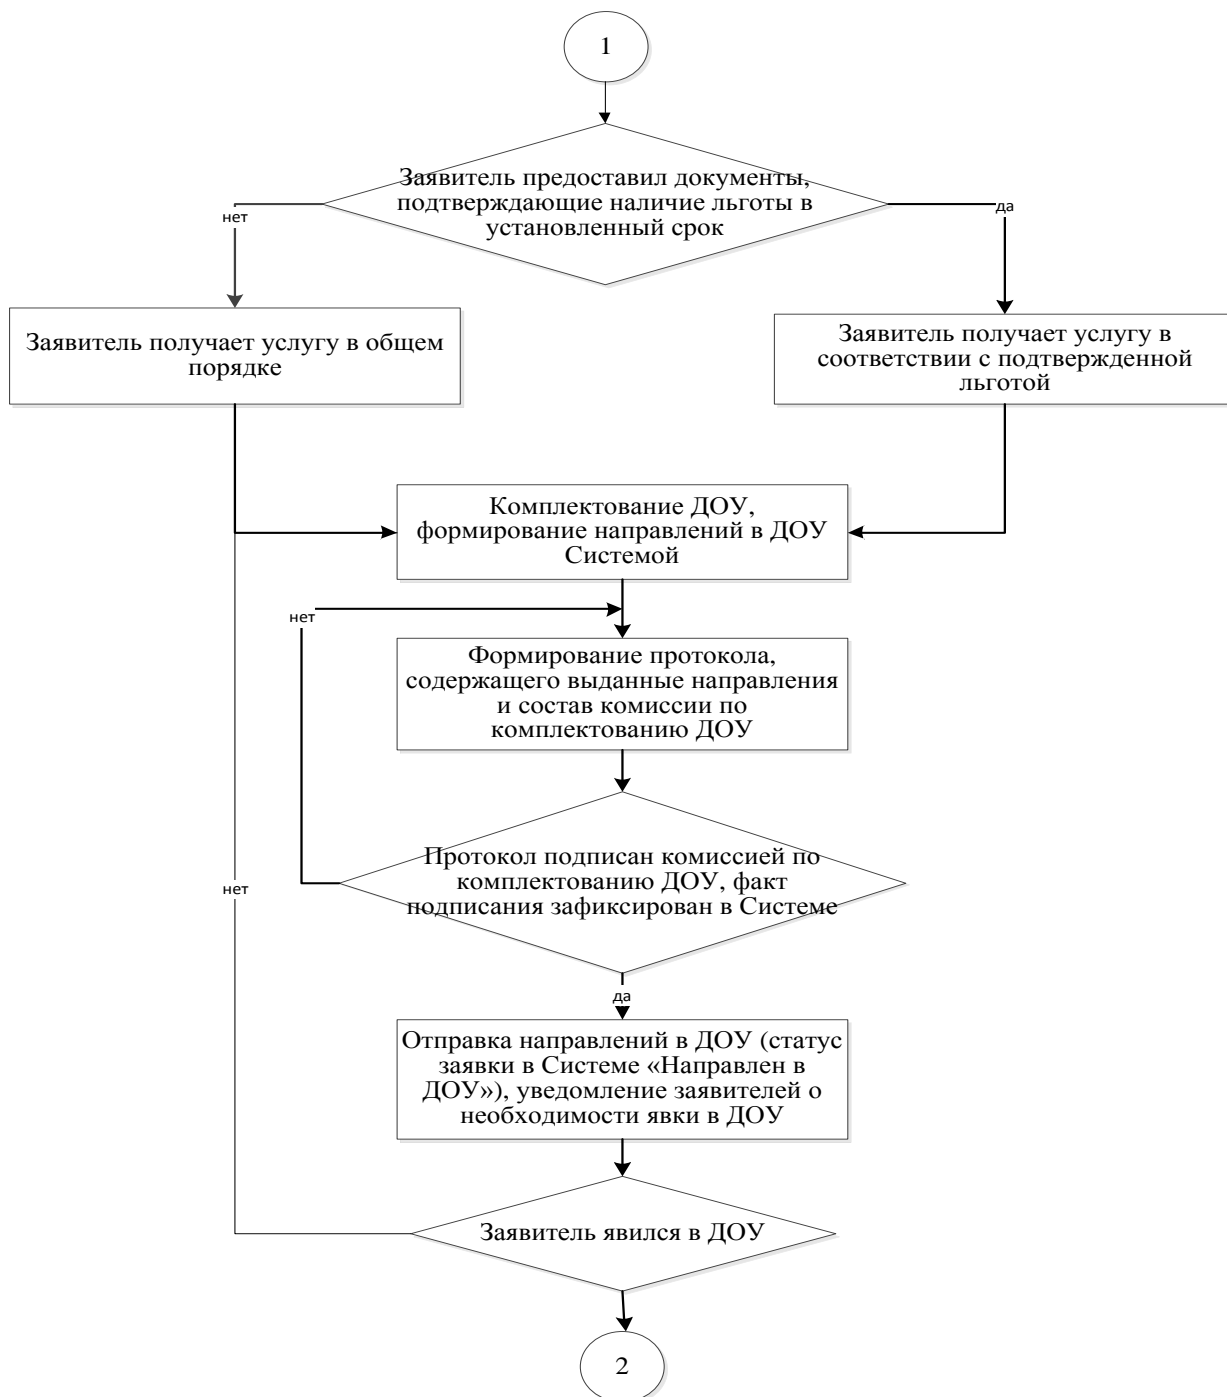 1
Заявитель предоставил документы,
подтверждающие наличие льготы в
установленный срок
нет
да
Заявитель получает услугу в общем
порядке
Заявитель получает услугу в
соответствии с подтвержденной
льготой
Комплектование ДОУ,
формирование направлений в ДОУ
Системой
нет
Формирование протокола,
содержащего выданные направления
и состав комиссии по
комплектованию ДОУ
Протокол подписан комиссией по
комплектованию ДОУ, факт
подписания зафиксирован в Системе
нет
да
Отправка направлений в ДОУ (статус
заявки в Системе «Направлен в
ДОУ»), уведомление заявителей о
необходимости явки в ДОУ
Заявитель явился в ДОУ
2